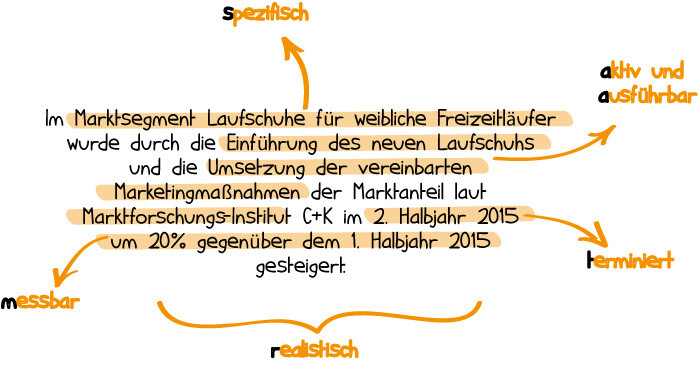 spezifisch
aktiv und
ausführbar
Im Marktsegment Laufschuhe für weibliche Freizeitläufer
wurde durch die Einführung des neuen Laufschuhs
und die Umsetzung der vereinbarten
Marketingmaßnahmen der Marktanteil laut
Marktforschungs-Institut C+K im 2. Halbjahr 2015
um 20% gegenüber dem 1. Halbjahr 2015
gesteigert.
terminiert
messbar
realistisch